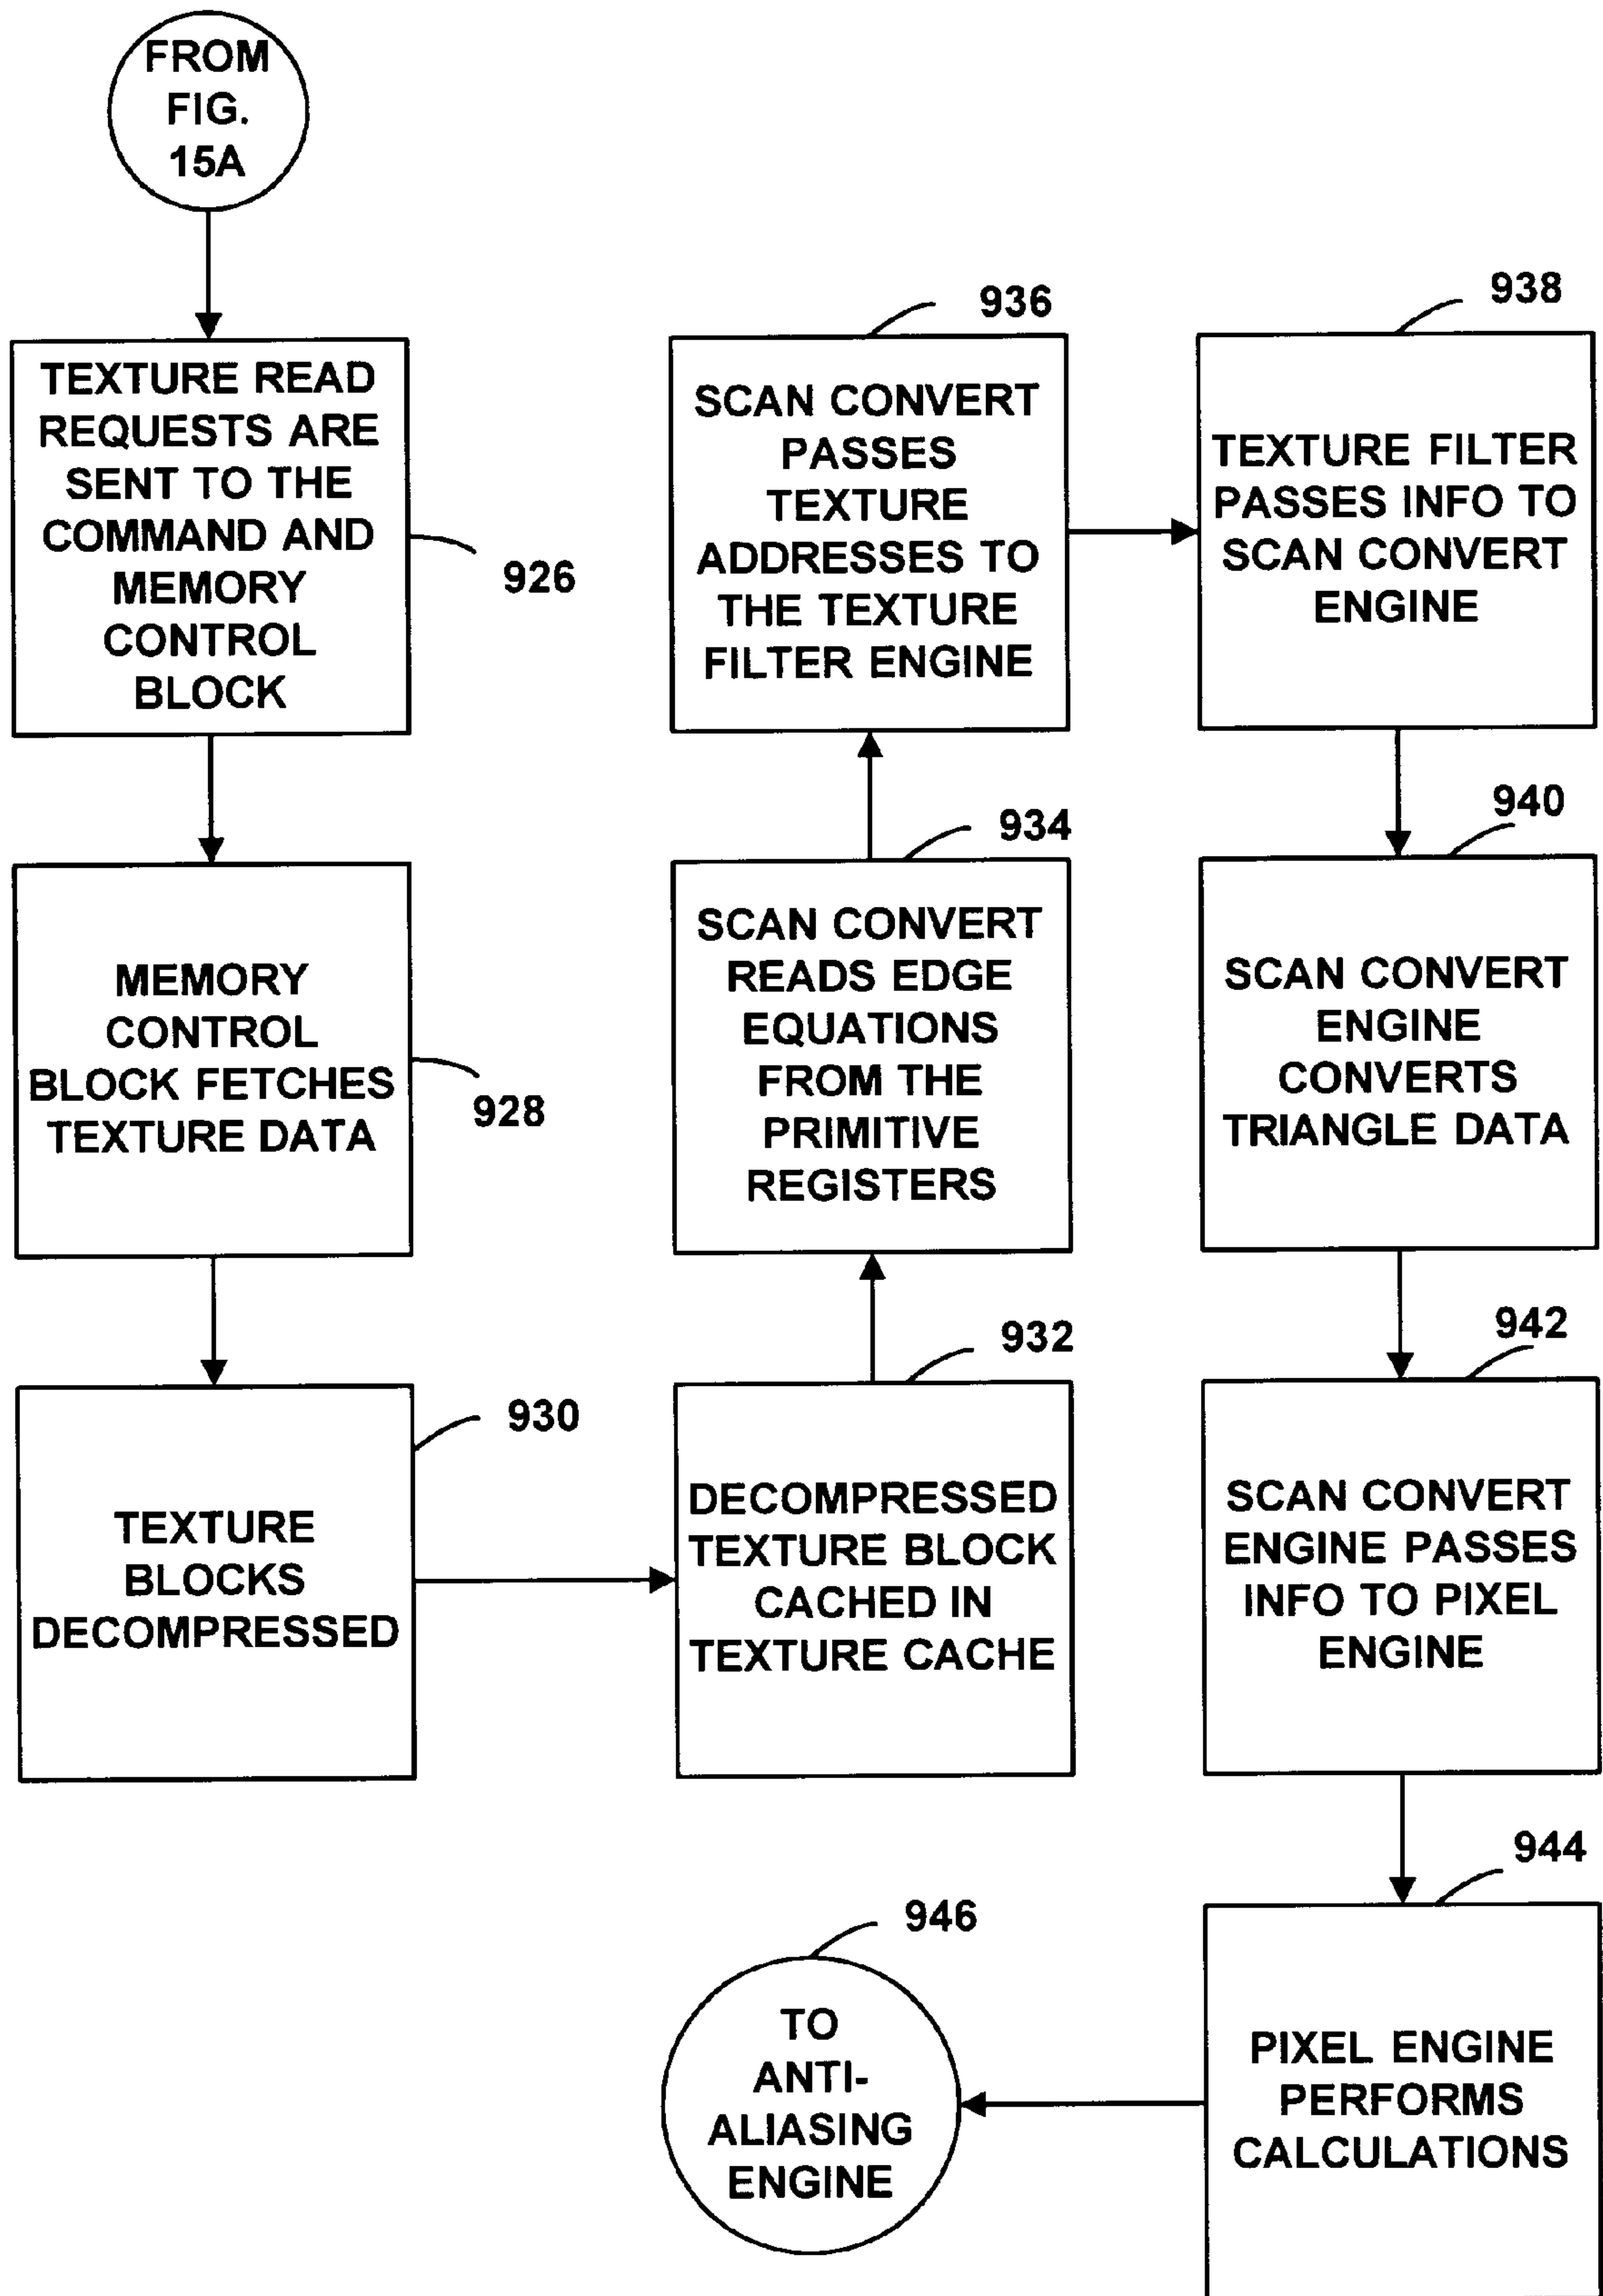 FROM
FIG.
15A
TEXTURE READ
REQUESTS ARE
SENT TO THE
COMMAND AND
MEMORY
CONTROL
BLOCK
926
MEMORY
CONTROL
BLOCK FETCHES
TEXTURE DATA
928
TEXTURE
BLOCKS
DECOMPRESSED
930
DECOMPRESSED
TEXTURE BLOCK
CACHED IN
TEXTURE CACHE
932
SCAN CONVERT
READS EDGE
EQUATIONS
FROM THE
PRIMITIVE
REGISTERS
934
SCAN CONVERT
PASSES
TEXTURE
ADDRESSES TO
THE TEXTURE
FILTER ENGINE
936
TEXTURE FILTER
PASSES INFO TO
SCAN CONVERT
ENGINE
938
SCAN CONVERT
ENGINE
CONVERTS
TRIANGLE DATA
940
SCAN CONVERT
ENGINE PASSES
INFO TO PIXEL
ENGINE
942
PIXEL ENGINE
PERFORMS
CALCULATIONS
944
TO
ANTI-
ALIASING
ENGINE
946